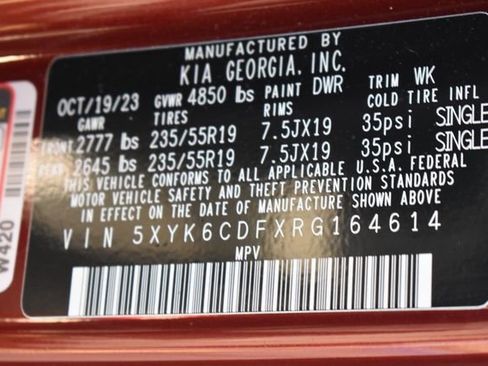 MANUFACTURED BY
KIA GEORGIA, INC.
OCT/19/23 GVWR 4850 lbs PAINT DWR TRIM WK
GAWR TIRES RIMS COLD TIRE INFL
FRONT 2777 lbs 235/55R19 7.5JX19 35psi SINGLE
REAR 2645 lbs 235/55R19 7.5JX19 35psi SINGLE
THIS VEHICLE CONFORMS TO ALL APPLICABLE U.S.A. FEDERAL
MOTOR VEHICLE SAFETY AND THEFT PREVENTION STANDARDS
IN EFFECT ON THE DATE OF MANUFACTURE SHOWN ABOVE
VIN 5XYK6CDFXRG164614
MPV
W420